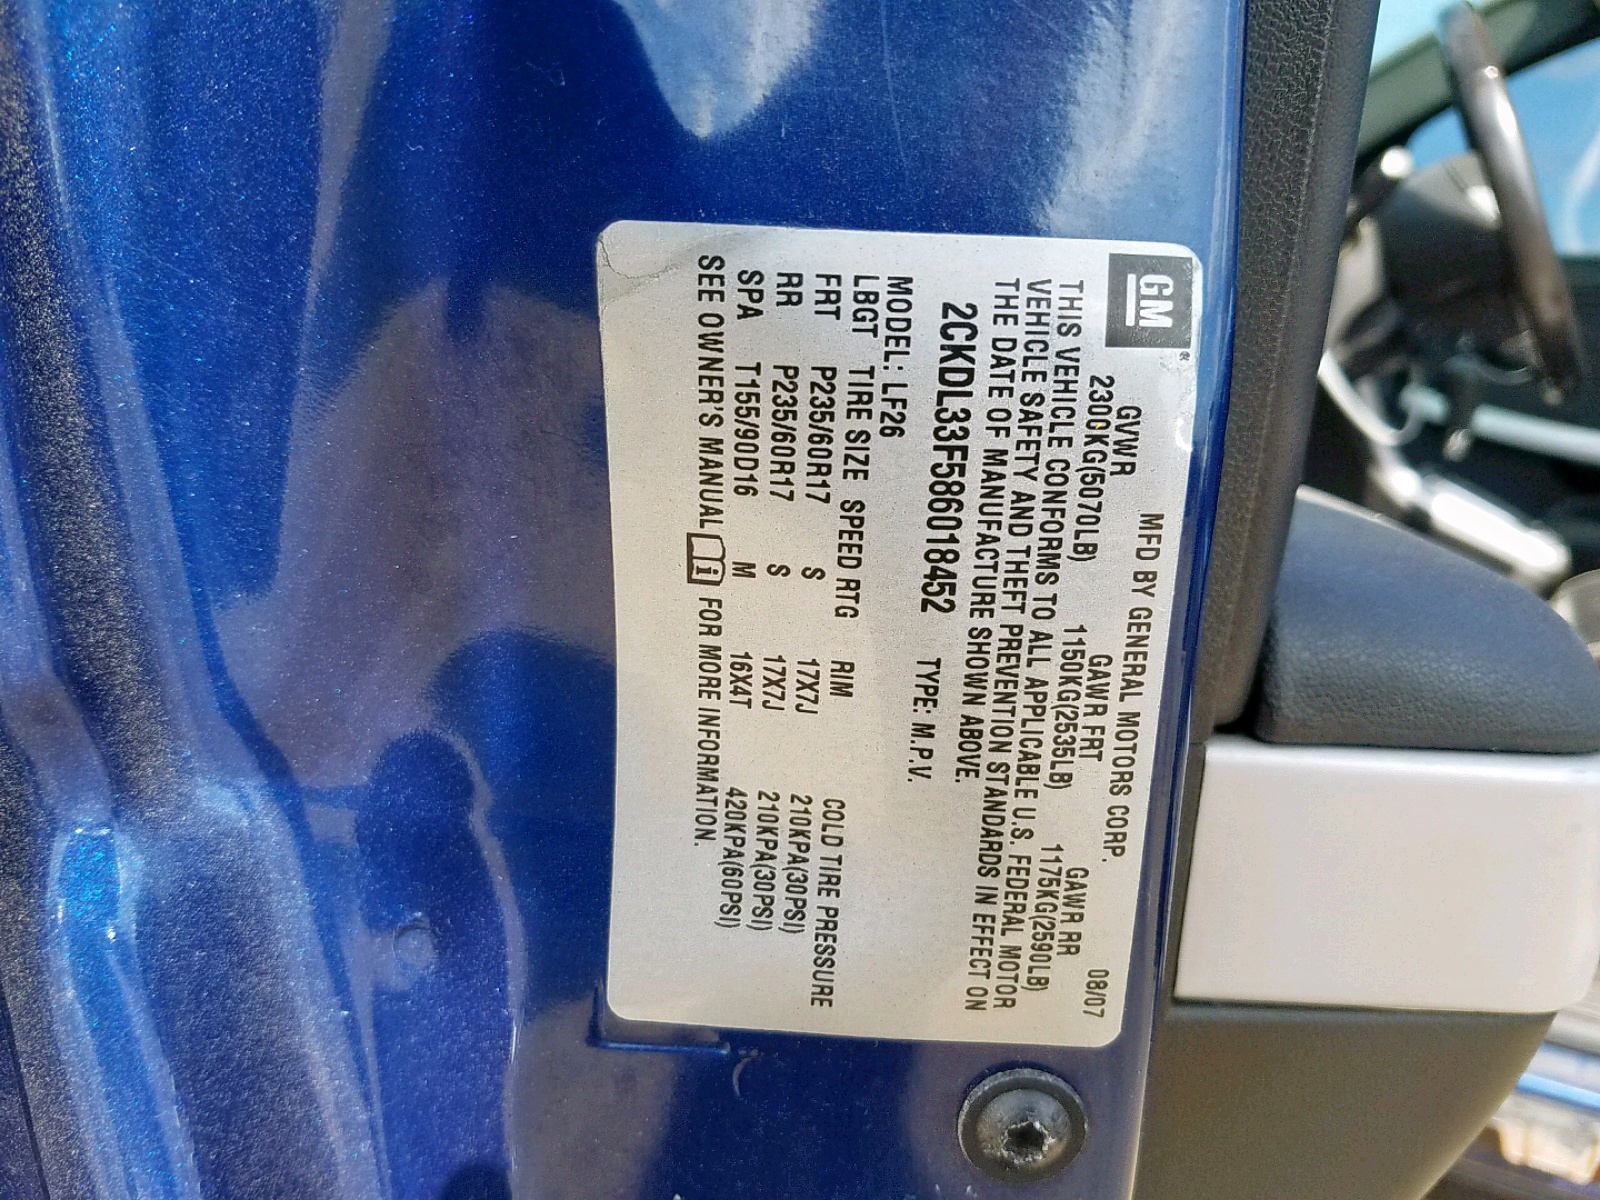 GM®
MFD BY GENERAL MOTORS CORP. 08/07
GVWR GAWR FRT GAWR RR
2300KG(5070LB) 1150KG(2535LB) 1175KG(2590LB)
THIS VEHICLE CONFORMS TO ALL APPLICABLE U.S. FEDERAL MOTOR
VEHICLE SAFETY AND THEFT PREVENTION STANDARDS IN EFFECT ON
THE DATE OF MANUFACTURE SHOWN ABOVE.
2CKDL33F586018452 TYPE: M.P.V.
MODEL: LF26
LBGT TIRE SIZE SPEED RTG RIM COLD TIRE PRESSURE
FRT P235/60R17 S 17X7J 210KPA(30PSI)
RR P235/60R17 S 17X7J 210KPA(30PSI)
SPA T155/90D16 M 16X4T 420KPA(60PSI)
SEE OWNER'S MANUAL i FOR MORE INFORMATION.